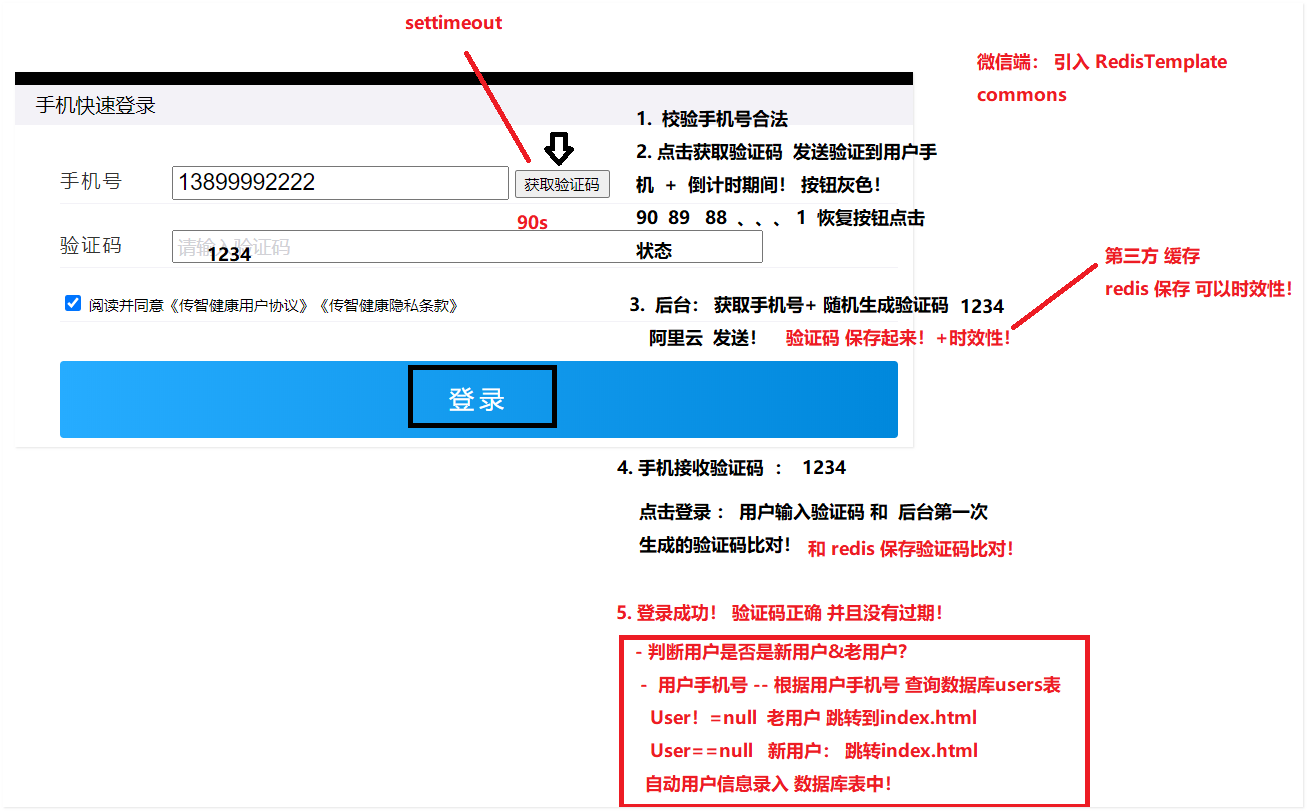 settimeout
微信端： 引入 RedisTemplate
commons
手机快速登录
手机号
13899992222
获取验证码
90s
验证码
请输入验证码
1234
阅读并同意《传智健康用户协议》《传智健康隐私条款》
登录
1. 校验手机号合法
2. 点击获取验证码 发送验证到用户手
机 + 倒计时期间！ 按钮灰色！
90 89 88 、、、 1 恢复按钮点击
状态
3. 后台： 获取手机号+ 随机生成验证码 1234
阿里云 发送！ 验证码 保存起来！+时效性！
第三方 缓存
redis 保存 可以时效性！
4. 手机接收验证码 ： 1234
点击登录： 用户输入验证码 和 后台第一次
生成的验证码比对！ 和 redis 保存验证码比对！
5. 登录成功！ 验证码正确 并且没有过期！
- 判断用户是否是新用户&老用户？
- 用户手机号 -- 根据用户手机号 查询数据库users表
User！=null 老用户 跳转到index.html
User==null 新用户： 跳转index.html
自动用户信息录入 数据库表中！